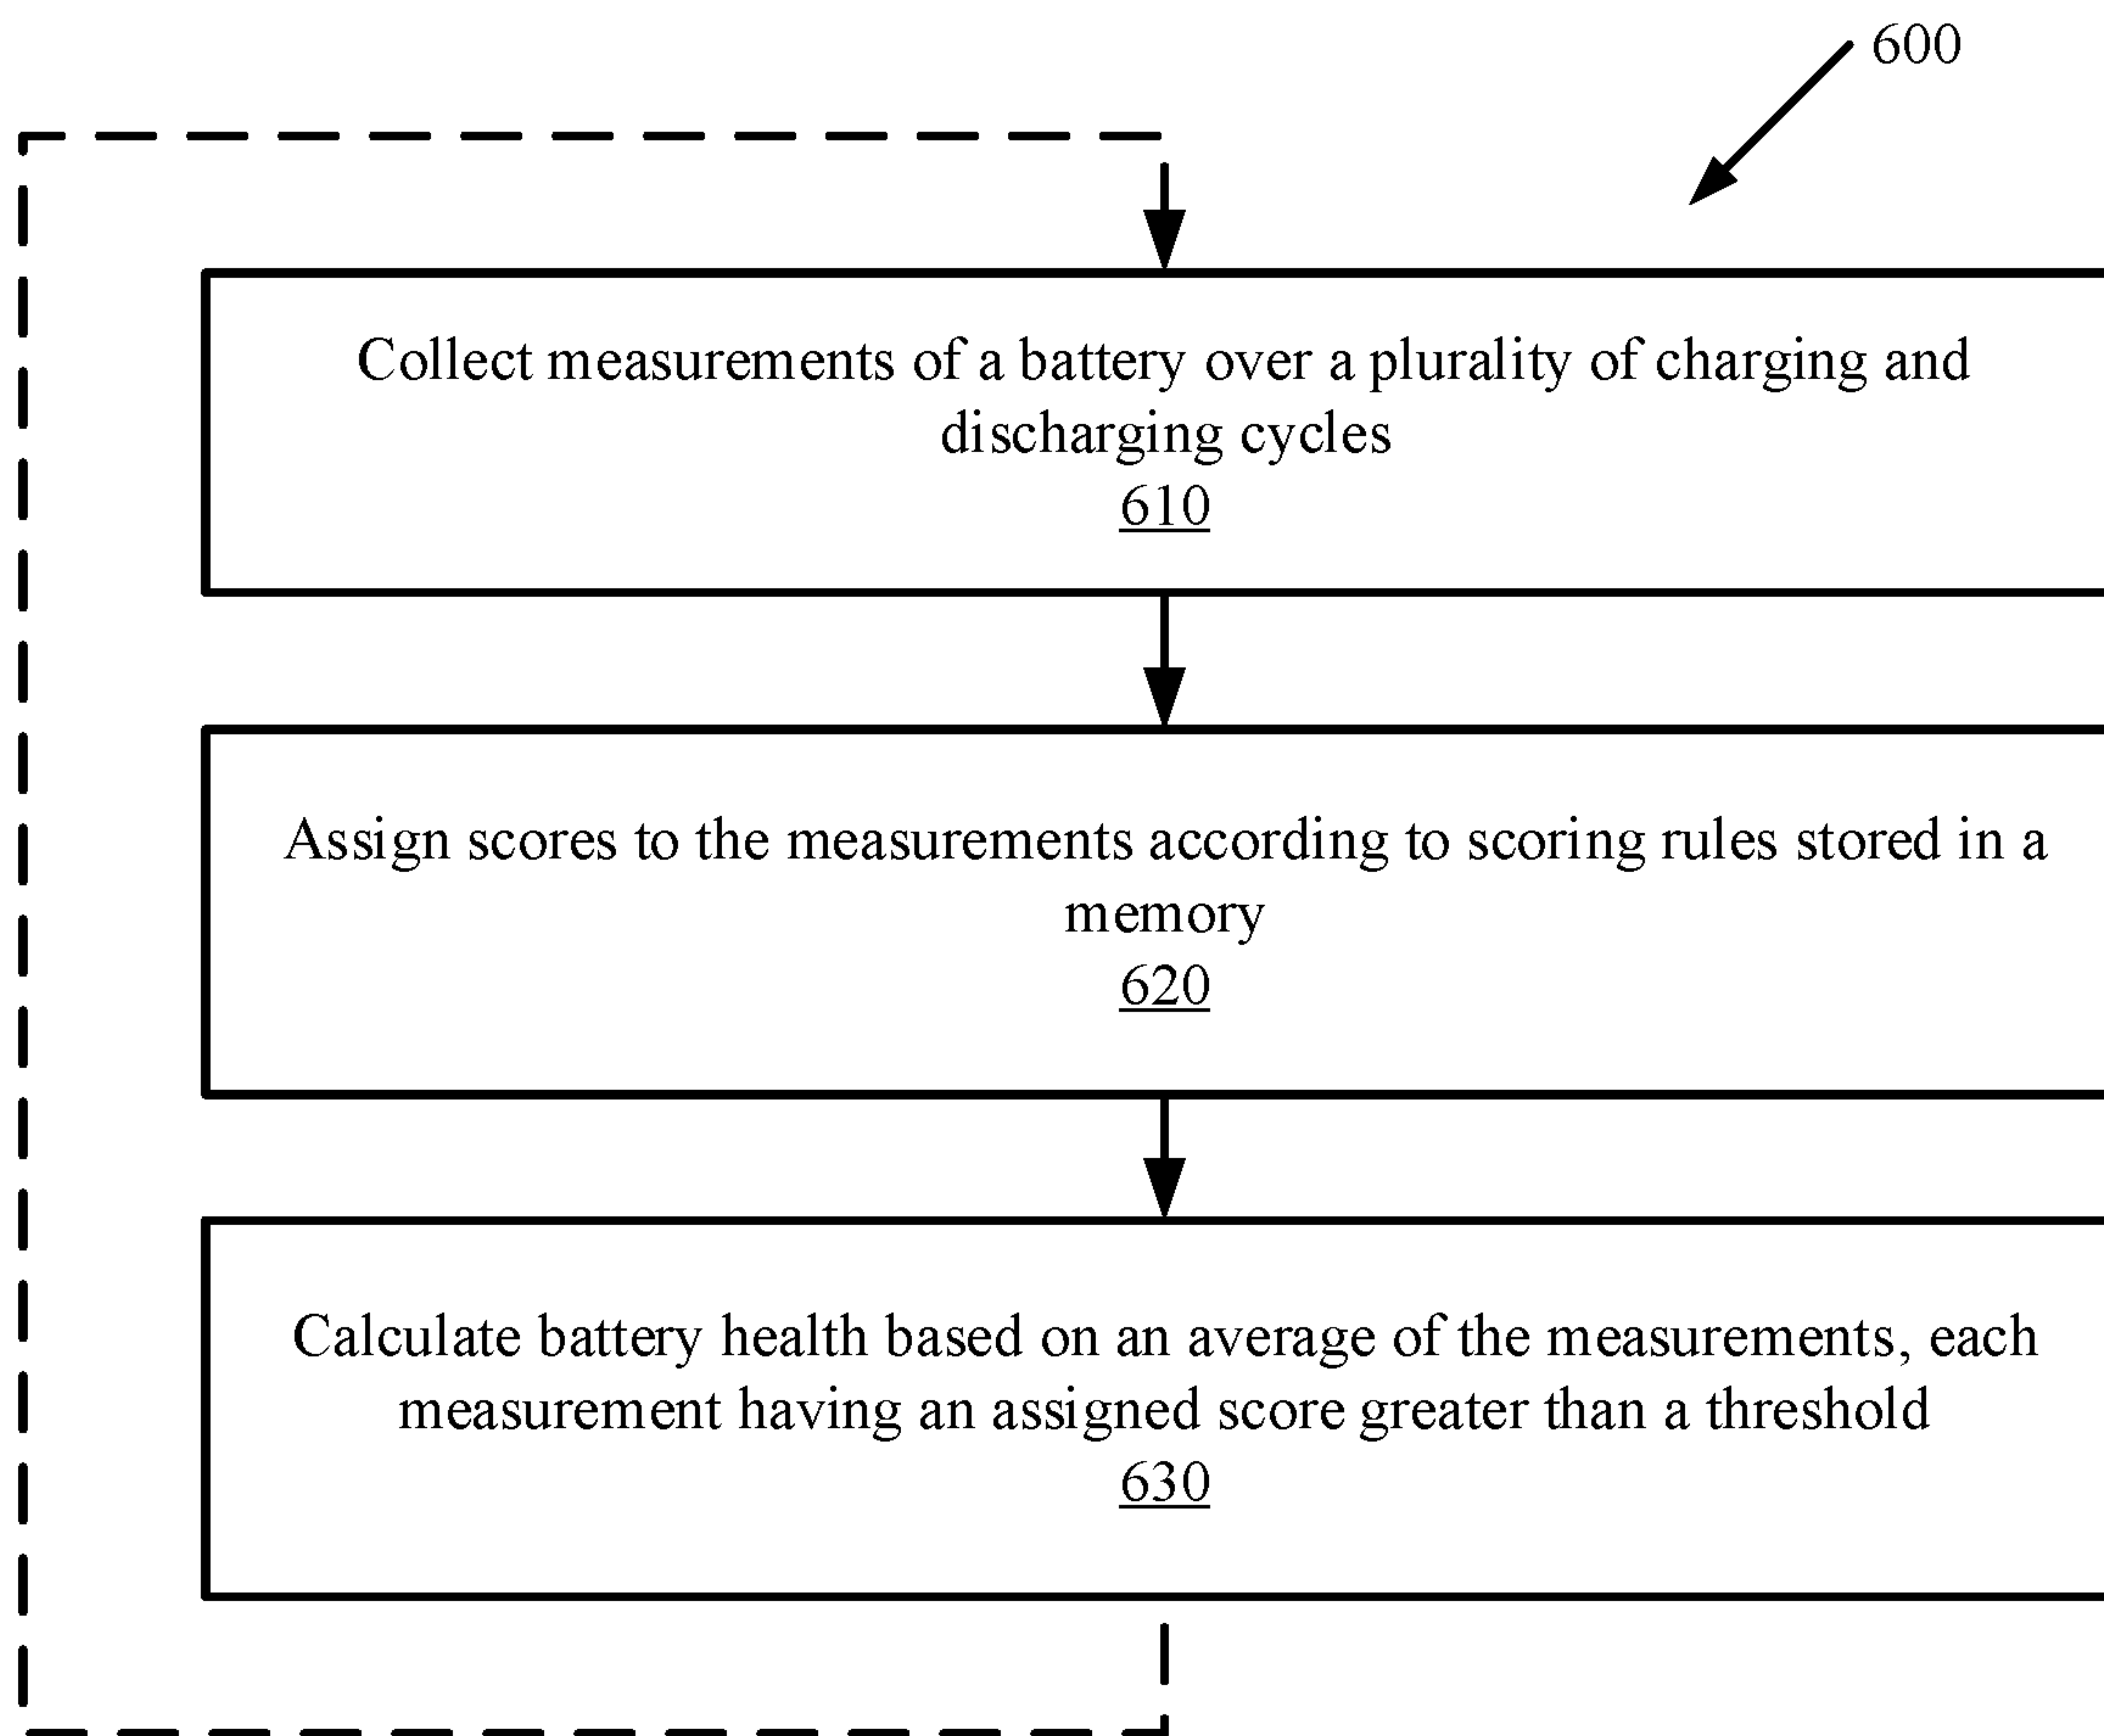 600
Collect measurements of a battery over a plurality of charging and
discharging cycles
610
Assign scores to the measurements according to scoring rules stored in a
memory
620
Calculate battery health based on an average of the measurements, each
measurement having an assigned score greater than a threshold
630